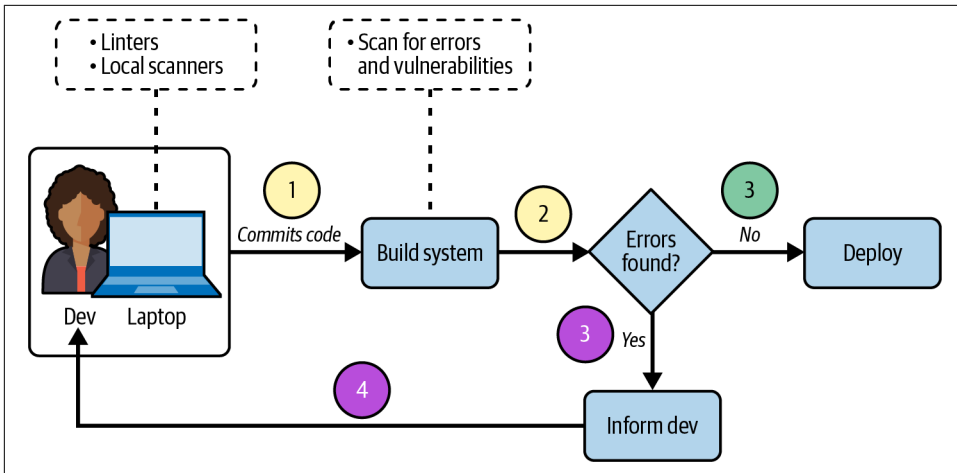 • Linters
• Local scanners
• Scan for errors
and vulnerabilities
1
Commits code
Build system
2
Errors
found?
3
No
Deploy
Dev
Laptop
3
Yes
4
Inform dev